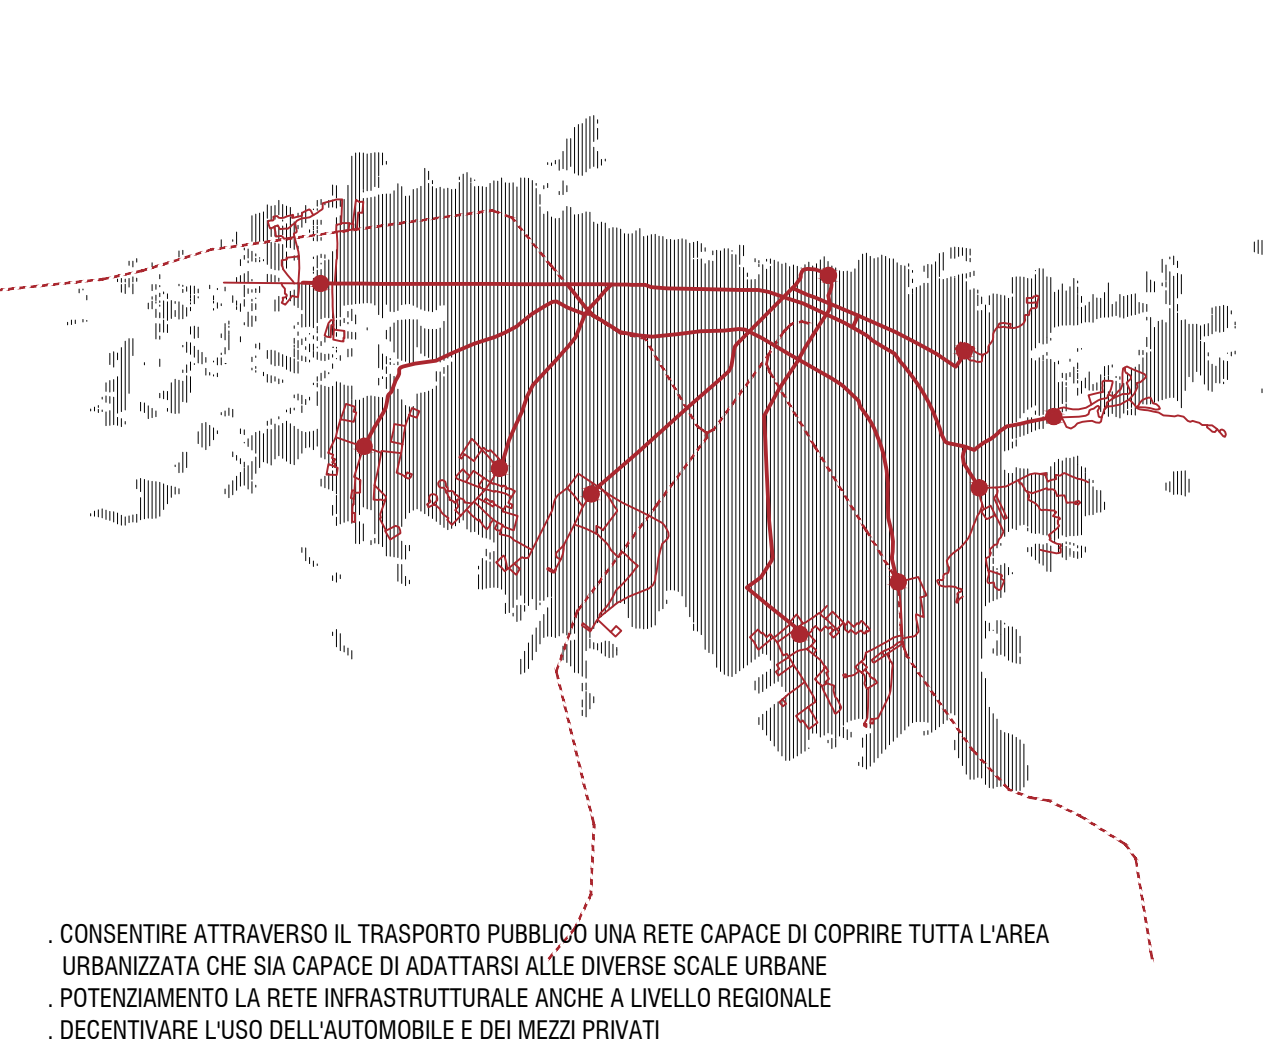 . CONSENTIRE ATTRAVERSO IL TRASPORTO PUBBLICO UNA RETE CAPACE DI COPRIRE TUTTA L'AREA
URBANIZZATA CHE SIA CAPACE DI ADATTARSI ALLE DIVERSE SCALE URBANE
. POTENZIAMENTO LA RETE INFRASTRUTTURALE ANCHE A LIVELLO REGIONALE
. DECENTIVARE L'USO DELL'AUTOMOBILE E DEI MEZZI PRIVATI